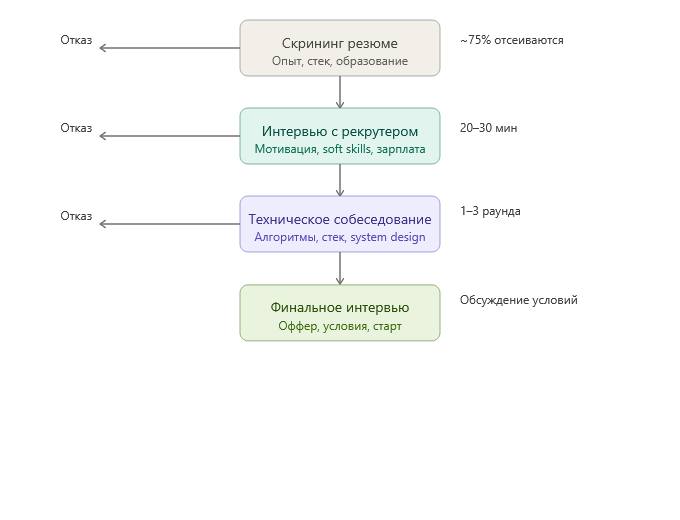 Отказ
Скрининг резюме
Опыт, стек, образование
~75% отсеиваются
Отказ
Интервью с рекрутером
Мотивация, soft skills, зарплата
20–30 мин
Отказ
Техническое собеседование
Алгоритмы, стек, system design
1–3 раунда
Финальное интервью
Оффер, условия, старт
Обсуждение условий